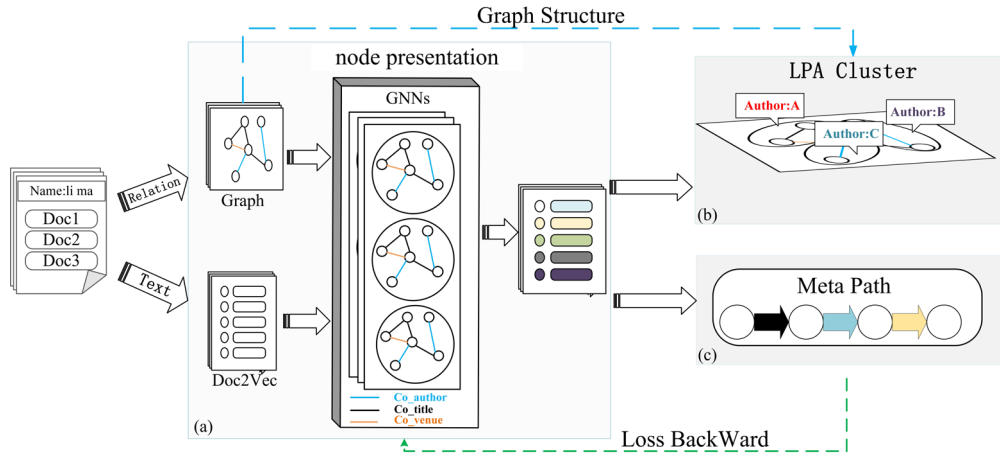 Graph Structure
node presentation
LPA Cluster
GNNs
Author:A
Author:B
Author:C
Name:li ma
Relation
Doc1
Graph
Doc2
(b)
Doc3
Text
Meta Path
Doc2Vec
(c)
Co_author
Co_title
(a)
Co_venue
Loss BackWard